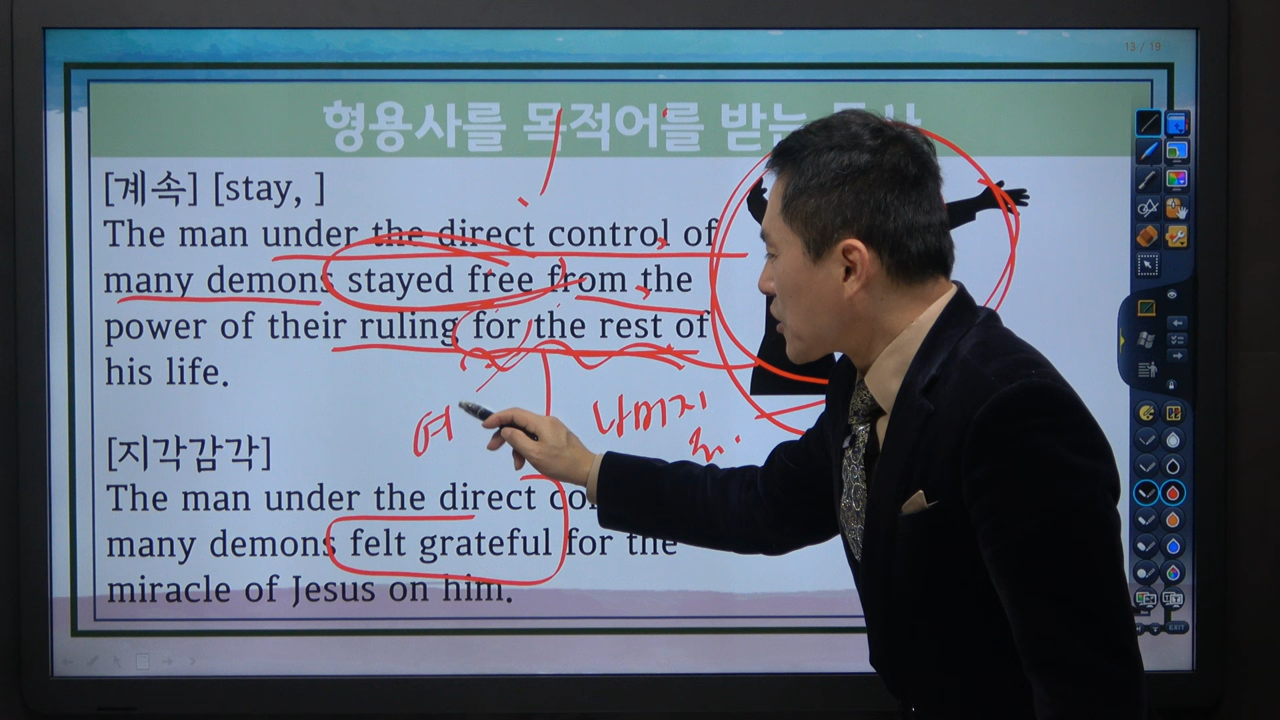 13 / 19
형용사를 목적어를 받는
[계속] [stay, ]
The man under the direct control of
many demons stayed free from the
power of their ruling for the rest of
his life.
여 나머지
[지각감각]
The man under the direct
many demons felt grateful for the
miracle of Jesus on him.
EXIT